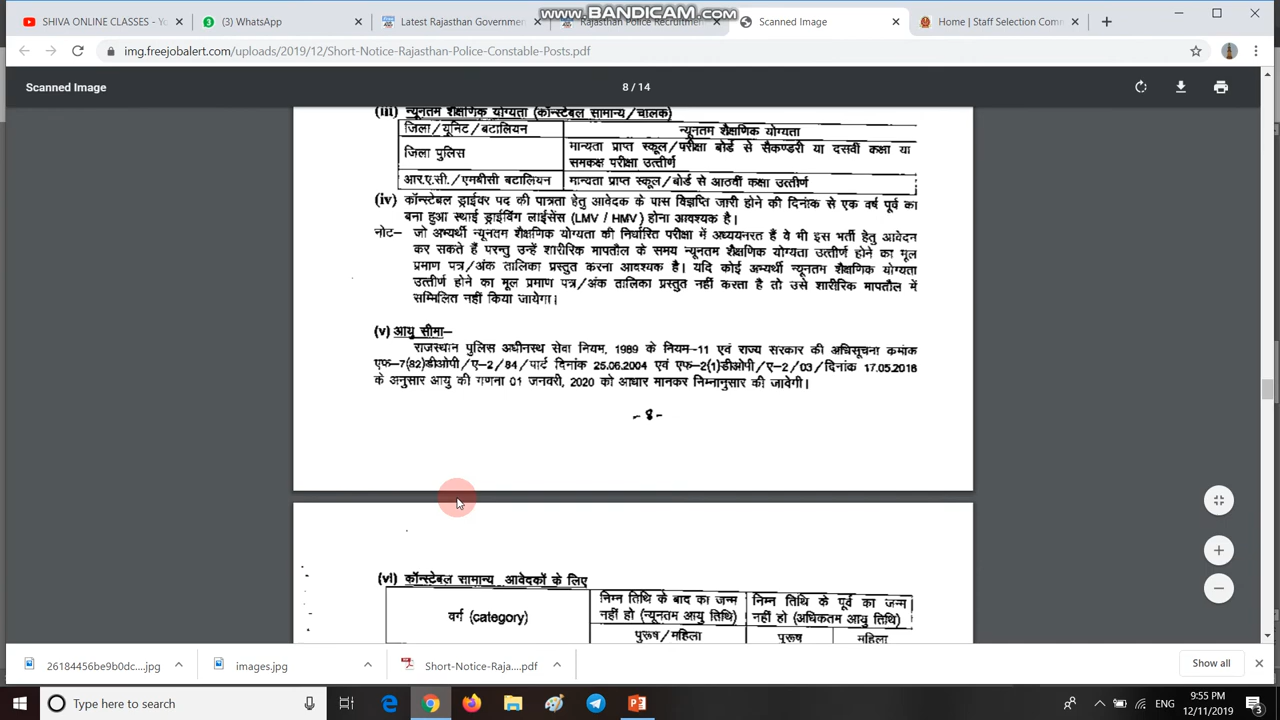 www.BANDICAM.com
SHIVA ONLINE CLASSES - Yo
(3) WhatsApp
Latest Rajasthan Government
Rajasthan Police Recruitment
Scanned Image
Home | Staff Selection Com
img.freejobalert.com/uploads/2019/12/Short-Notice-Rajasthan-Police-Constable-Posts.pdf
Scanned Image
8 / 14
(iii) न्यूनतम शैक्षणिक योग्यता (कॉन्स्टेबल सामान्य/चालक)
जिला/यूनिट/बटालियन न्यूनतम शैक्षणिक योग्यता
जिला पुलिस मान्यता प्राप्त स्कूल/परीक्षा बोर्ड से सैकण्डरी या दसवीं कक्षा या
समकक्ष परीक्षा उत्तीर्ण
आर.ए.सी./एमबीसी बटालियन मान्यता प्राप्त स्कूल/बोर्ड से आठवीं कक्षा उत्तीर्ण
(iv) कॉन्स्टेबल ड्राईवर पद की पात्रता हेतु आवेदक के पास विज्ञप्ति जारी होने की दिनांक से एक वर्ष पूर्व का
बना हुआ स्थाई ड्राईविंग लाईसेंस (LMV / HMV) होना आवश्यक है।
नोट– जो अभ्यर्थी न्यूनतम शैक्षणिक योग्यता की निर्धारित परीक्षा में अध्ययनरत हैं वे भी इस भर्ती हेतु आवेदन
कर सकते हैं परन्तु उन्हें शारीरिक मापतौल के समय न्यूनतम शैक्षणिक योग्यता उत्तीर्ण होने का मूल
प्रमाण पत्र/अंक तालिका प्रस्तुत करना आवश्यक है। यदि कोई अभ्यर्थी न्यूनतम शैक्षणिक योग्यता
उत्तीर्ण होने का मूल प्रमाण पत्र/अंक तालिका प्रस्तुत नहीं करता है तो उसे शारीरिक मापतौल में
सम्मिलित नहीं किया जायेगा।
(v) आयु सीमा–
राजस्थान पुलिस अधीनस्थ सेवा नियम, 1989 के नियम–11 एवं राज्य सरकार की अधिसूचना कमांक
एफ–7(82)डीओपी/ए–2/84/पार्ट दिनांक 25.06.2004 एवं एफ–2(1)डीओपी/ए–2/03/दिनांक 17.05.2018
के अनुसार आयु की गणना 01 जनवरी, 2020 को आधार मानकर निम्नानुसार की जावेगी।
- 8 -
(vi) कॉन्स्टेबल सामान्य आवेदकों के लिए
वर्ग (category) निम्न तिथि के बाद का जन्म निम्न तिथि के पूर्व का जन्म
नहीं हो (न्यूनतम आयु तिथि) नहीं हो (अधिकतम आयु तिथि)
पुरूष/महिला पुरूष महिला
26184456be9b0dc....jpg
images.jpg
Short-Notice-Raja....pdf
Show all
Type here to search
ENG
9:55 PM
12/11/2019
3